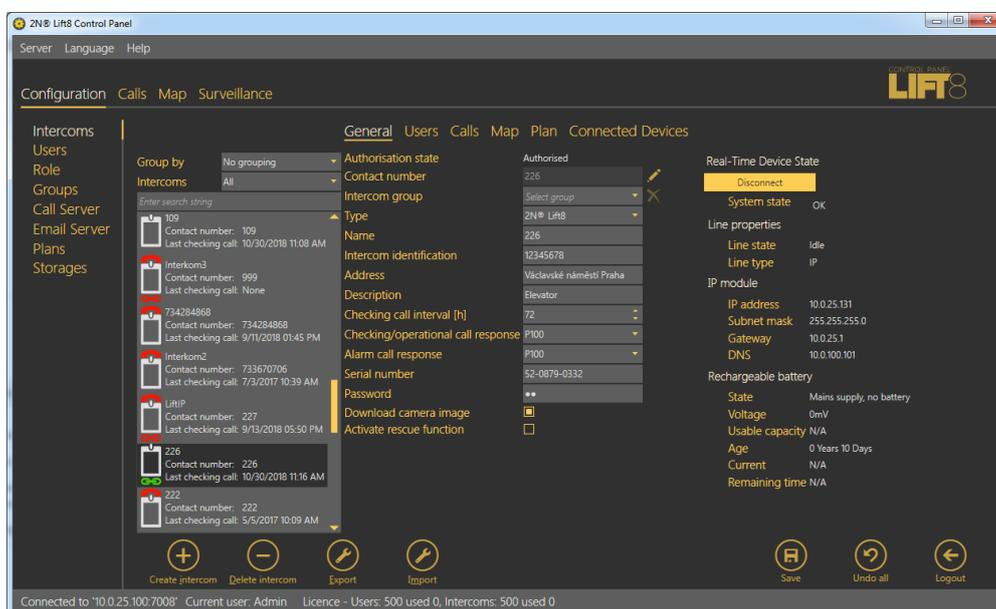 2N® Lift8 Control Panel
Server Language Help
CONTROL PANEL
LIFT8
Configuration Calls Map Surveillance
Intercoms
Users
Role
Groups
Call Server
Email Server
Plans
Storages
Group by No grouping
Intercoms All
Enter search string
109
Contact number: 109
Last checking call: 10/30/2018 11:08 AM
Interkom3
Contact number: 999
Last checking call: None
734284868
Contact number: 734284868
Last checking call: 9/11/2018 01:45 PM
Interkom2
Contact number: 733670706
Last checking call: 7/3/2017 10:39 AM
LiftIP
Contact number: 227
Last checking call: 9/13/2018 05:50 PM
226
Contact number: 226
Last checking call: 10/30/2018 11:16 AM
222
Contact number: 222
Last checking call: 5/5/2017 10:09 AM
General Users Calls Map Plan Connected Devices
Authorisation state Authorised
Contact number 226
Intercom group Select group
Type 2N® Lift8
Name 226
Intercom identification 12345678
Address Václavské náměstí Praha
Description Elevator
Checking call interval [h] 72
Checking/operational call response P100
Alarm call response P100
Serial number 52-0879-0332
Password ●●
Download camera image
Activate rescue function
Real-Time Device State
Disconnect
System state OK
Line properties
Line state Idle
Line type IP
IP module
IP address 10.0.25.131
Subnet mask 255.255.255.0
Gateway 10.0.25.1
DNS 10.0.100.101
Rechargeable battery
State Mains supply, no battery
Voltage 0mV
Usable capacity N/A
Age 0 Years 10 Days
Current N/A
Remaining time N/A
Create intercom Delete intercom Export Import Save Undo all Logout
Connected to '10.0.25.100:7008' Current user: Admin Licence - Users: 500 used 0, Intercoms: 500 used 0